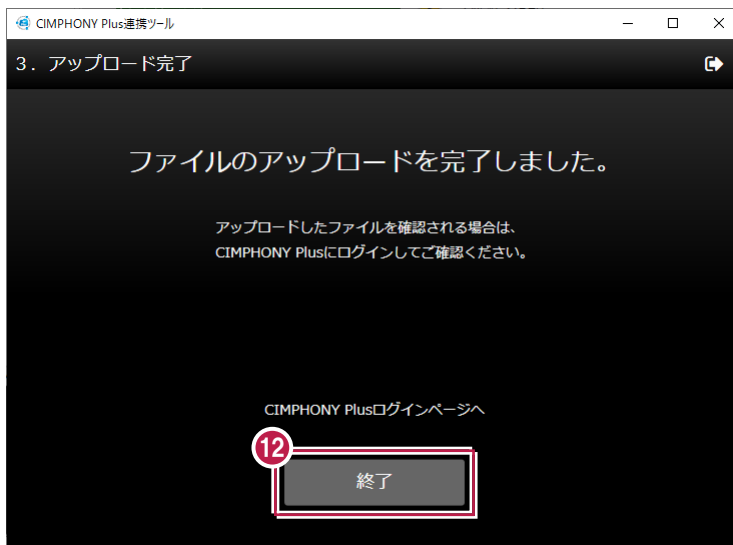 CIMPHONY Plus連携ツール
3．アップロード完了
ファイルのアップロードを完了しました。
アップロードしたファイルを確認される場合は、
CIMPHONY Plusにログインしてご確認ください。
CIMPHONY Plusログインページへ
12
終了